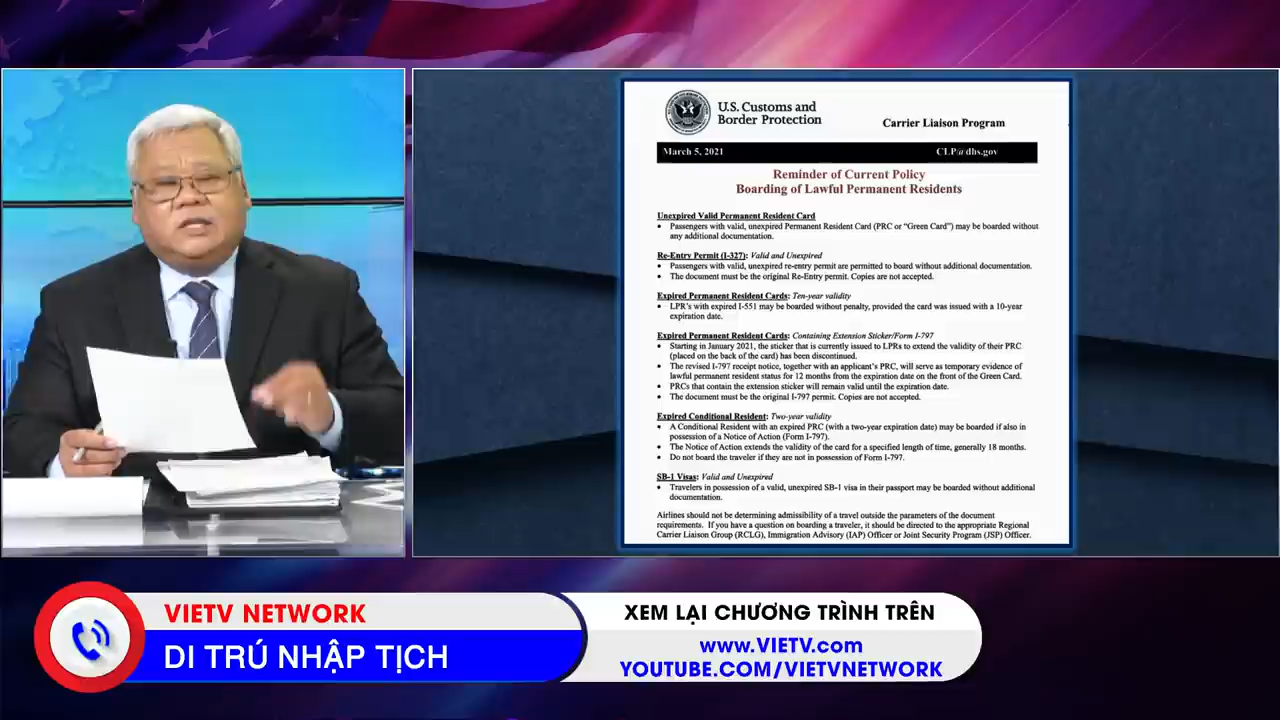 U.S. Customs and
Border Protection
Carrier Liaison Program
March 5, 2021
CLP@dhs.gov
Reminder of Current Policy
Boarding of Lawful Permanent Residents
Unexpired Valid Permanent Resident Card
• Passengers with valid, unexpired Permanent Resident Card (PRC or “Green Card”) may be boarded without
any additional documentation.
Re-Entry Permit (I-327): Valid and Unexpired
• Passengers with valid, unexpired re-entry permit are permitted to board without additional documentation.
• The document must be the original Re-Entry permit. Copies are not accepted.
Expired Permanent Resident Cards: Ten-year validity
• LPR’s with expired I-551 may be boarded without penalty, provided the card was issued with a 10-year
expiration date.
Expired Permanent Resident Cards: Containing Extension Sticker/Form I-797
• Starting in January 2021, the sticker that is currently issued to LPRs to extend the validity of their PRC
(placed on the back of the card) has been discontinued.
• The revised I-797 receipt notice, together with an applicant’s PRC, will serve as temporary evidence of
lawful permanent resident status for 12 months from the expiration date on the front of the Green Card.
• PRCs that contain the extension sticker will remain valid until the expiration date.
• The document must be the original I-797 permit. Copies are not accepted.
Expired Conditional Resident: Two-year validity
• A Conditional Resident with an expired PRC (with a two-year expiration date) may be boarded if also in
possession of a Notice of Action (Form I-797).
• The Notice of Action extends the validity of the card for a specified length of time, generally 18 months.
• Do not board the traveler if they are not in possession of Form I-797.
SB-1 Visas: Valid and Unexpired
• Travelers in possession of a valid, unexpired SB-1 visa in their passport may be boarded without additional
documentation.
Airlines should not be determining admissibility of a travel outside the parameters of the document
requirements. If you have a question on boarding a traveler, it should be directed to the appropriate Regional
Carrier Liaison Group (RCLG), Immigration Advisory (IAP) Officer or Joint Security Program (JSP) Officer.
VIETV NETWORK
DI TRÚ NHẬP TỊCH
XEM LẠI CHƯƠNG TRÌNH TRÊN
www.VIETV.com
YOUTUBE.COM/VIETVNETWORK